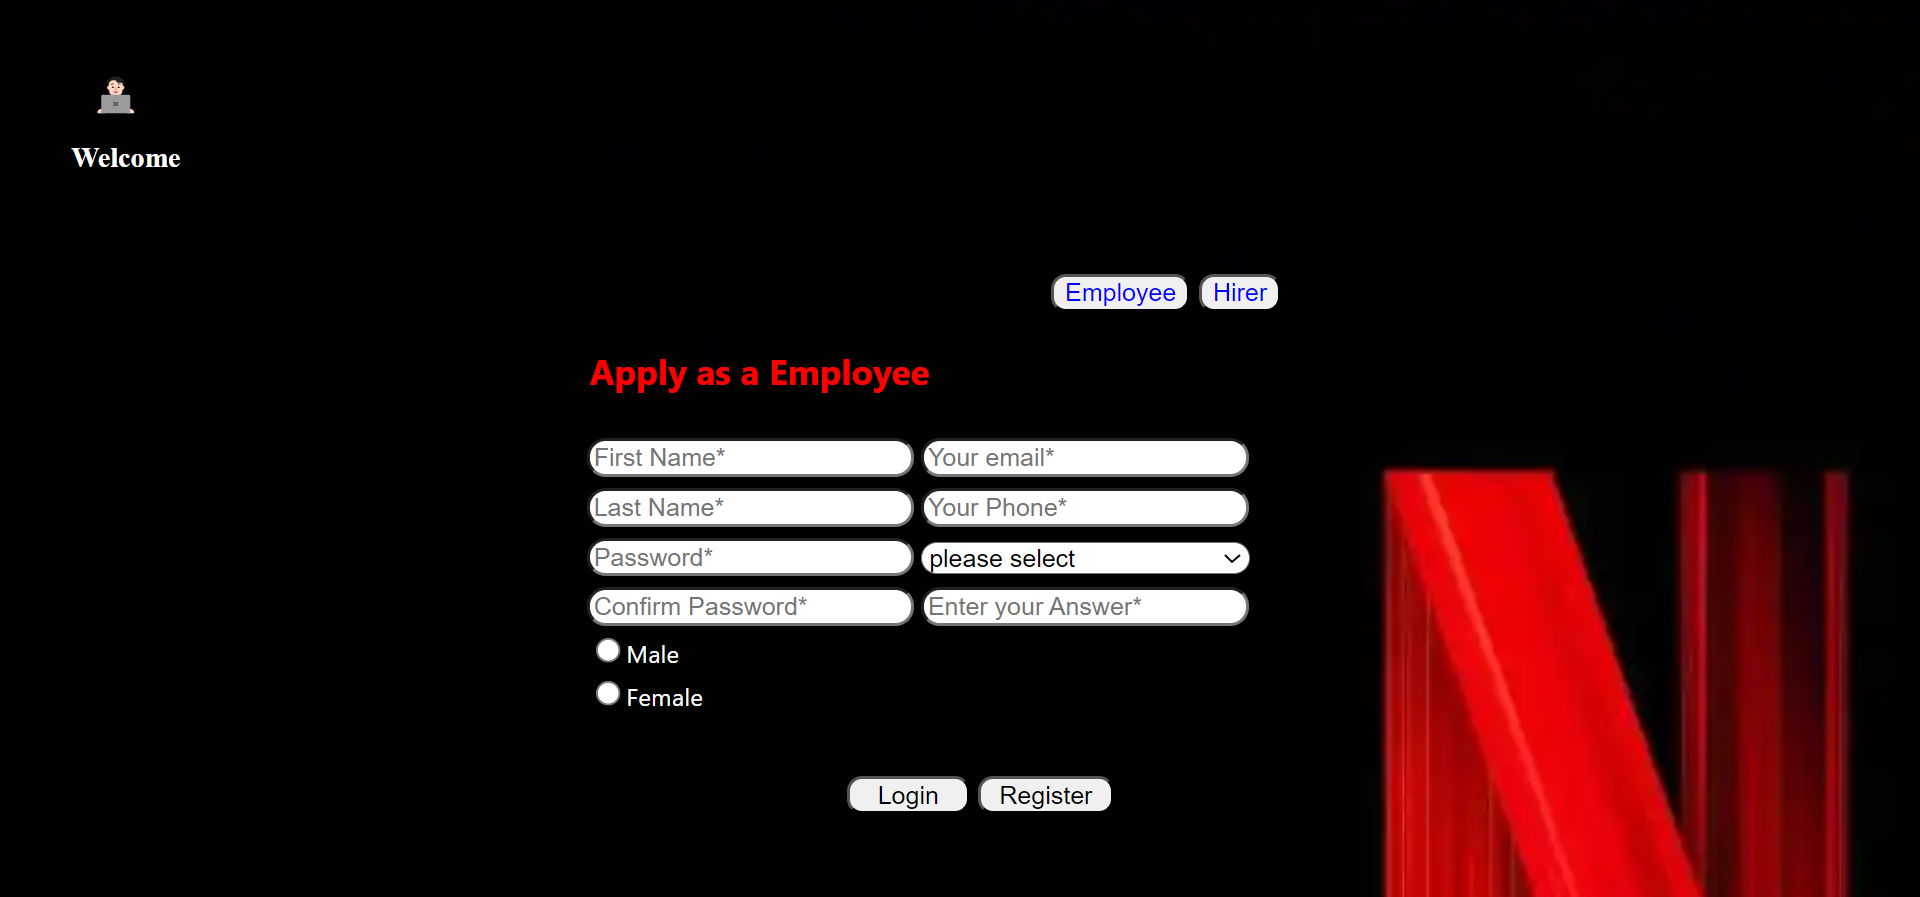 Welcome
Employee Hirer
Apply as a Employee
First Name* Your email*
Last Name* Your Phone*
Password* please select
Confirm Password* Enter your Answer*
Male
Female
Login Register